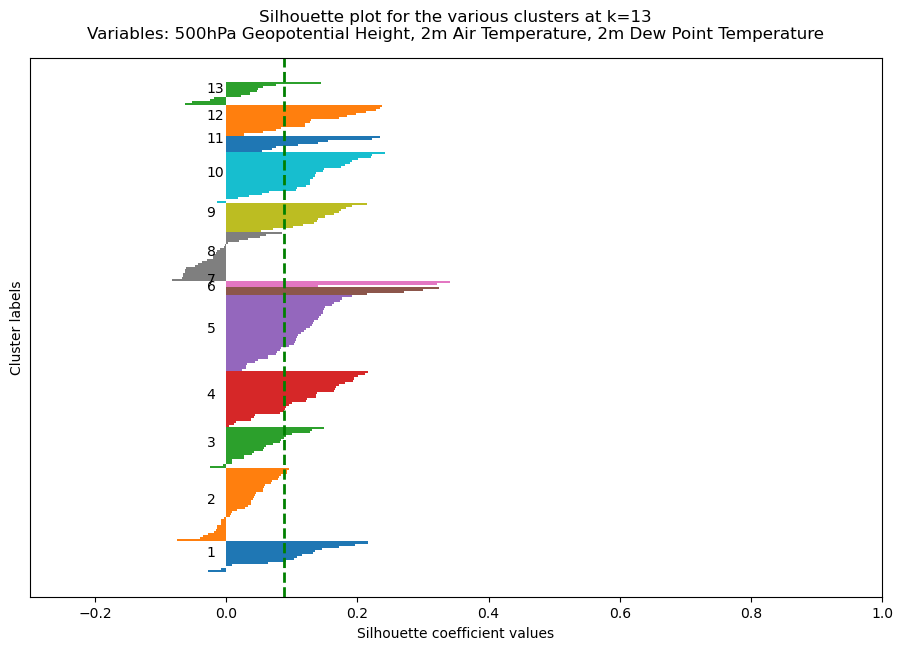 Silhouette plot for the various clusters at k=13
Variables: 500hPa Geopotential Height, 2m Air Temperature, 2m Dew Point Temperature
Cluster labels
13
12
11
10
9
8
7
6
5
4
3
2
1
−0.2 0.0 0.2 0.4 0.6 0.8 1.0
Silhouette coefficient values